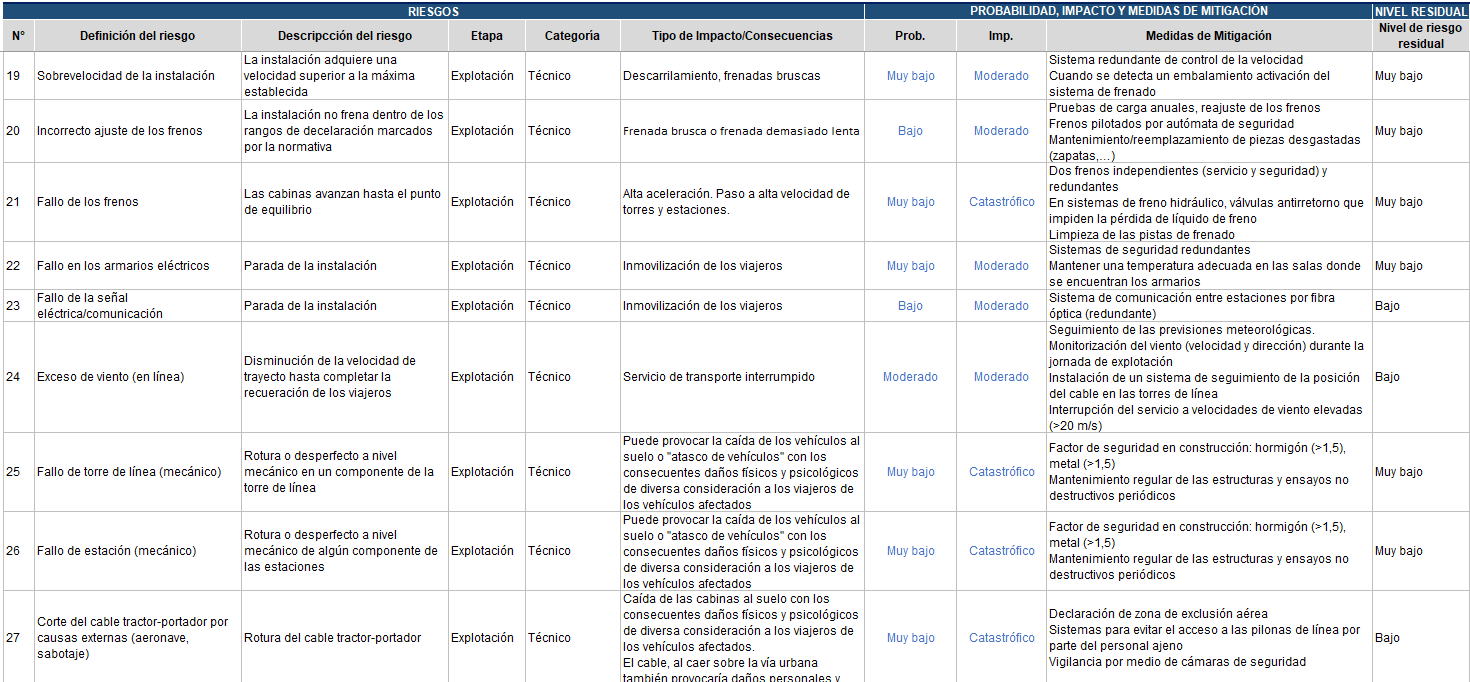 RIESGOS
PROBABILIDAD, IMPACTO Y MEDIDAS DE MITIGACIÓN
NIVEL RESIDUAL
N°
Definición del riesgo
Descripcción del riesgo
Etapa
Categoría
Tipo de Impacto/Consecuencias
Prob.
Imp.
Medidas de Mitigación
Nivel de riesgo
residual
19
Sobrevelocidad de la instalación
La instalación adquiere una
velocidad superior a la máxima
establecida
Explotación
Técnico
Descarrilamiento, frenadas bruscas
Muy bajo
Moderado
Sistema redundante de control de la velocidad
Cuando se detecta un embalamiento activación del
sistema de frenado
Muy bajo
20
Incorrecto ajuste de los frenos
La instalación no frena dentro de los
rangos de decelaración marcados
por la normativa
Explotación
Técnico
Frenada brusca o frenada demasiado lenta
Bajo
Moderado
Pruebas de carga anuales, reajuste de los frenos
Frenos pilotados por autómata de seguridad
Mantenimiento/reemplazamiento de piezas desgastadas
(zapatas,...)
Muy bajo
21
Fallo de los frenos
Las cabinas avanzan hasta el punto
de equilibrio
Explotación
Técnico
Alta aceleración. Paso a alta velocidad de
torres y estaciones.
Muy bajo
Catastrófico
Dos frenos independientes (servicio y seguridad) y
redundantes
En sistemas de freno hidráulico, válvulas antirretorno que
impiden la pérdida de líquido de freno
Limpieza de las pistas de frenado
Muy bajo
22
Fallo en los armarios eléctricos
Parada de la instalación
Explotación
Técnico
Inmovilización de los viajeros
Muy bajo
Moderado
Sistemas de seguridad redundantes
Mantener una temperatura adecuada en las salas donde
se encuentran los armarios
Muy bajo
23
Fallo de la señal
eléctrica/comunicación
Parada de la instalación
Explotación
Técnico
Inmovilización de los viajeros
Bajo
Moderado
Sistema de comunicación entre estaciones por fibra
óptica (redundante)
Bajo
24
Exceso de viento (en línea)
Disminución de la velocidad de
trayecto hasta completar la
recueración de los viajeros
Explotación
Técnico
Servicio de transporte interrumpido
Moderado
Moderado
Seguimiento de las previsiones meteorológicas.
Monitorización del viento (velocidad y dirección) durante la
jornada de explotación
Instalación de un sistema de seguimiento de la posición
del cable en las torres de línea
Interrupción del servicio a velocidades de viento elevadas
(>20 m/s)
Bajo
25
Fallo de torre de línea (mecánico)
Rotura o desperfecto a nivel
mecánico en un componente de la
torre de línea
Explotación
Técnico
Puede provocar la caída de los vehículos al
suelo o "atasco de vehículos" con los
consecuentes daños físicos y psicológicos
de diversa consideración a los viajeros de
los vehículos afectados
Muy bajo
Catastrófico
Factor de seguridad en construcción: hormigón (>1,5),
metal (>1,5)
Mantenimiento regular de las estructuras y ensayos no
destructivos periódicos
Muy bajo
26
Fallo de estación (mecánico)
Rotura o desperfecto a nivel
mecánico de algún componente de
las estaciones
Explotación
Técnico
Puede provocar la caída de los vehículos al
suelo o "atasco de vehículos" con los
consecuentes daños físicos y psicológicos
de diversa consideración a los viajeros de
los vehículos afectados
Muy bajo
Catastrófico
Factor de seguridad en construcción: hormigón (>1,5),
metal (>1,5)
Mantenimiento regular de las estructuras y ensayos no
destructivos periódicos
Muy bajo
27
Corte del cable tractor-portador por
causas externas (aeronave,
sabotaje)
Rotura del cable tractor-portador
Explotación
Técnico
Caída de las cabinas al suelo con los
consecuentes daños físicos y psicológicos
de diversa consideración a los viajeros de
los vehículos afectados.
El cable, al caer sobre la vía urbana
también provocaría daños personales y
Muy bajo
Catastrófico
Declaración de zona de exclusión aérea
Sistemas para evitar el acceso a las pilonas de línea por
parte del personal ajeno
Vigilancia por medio de cámaras de seguridad
Bajo